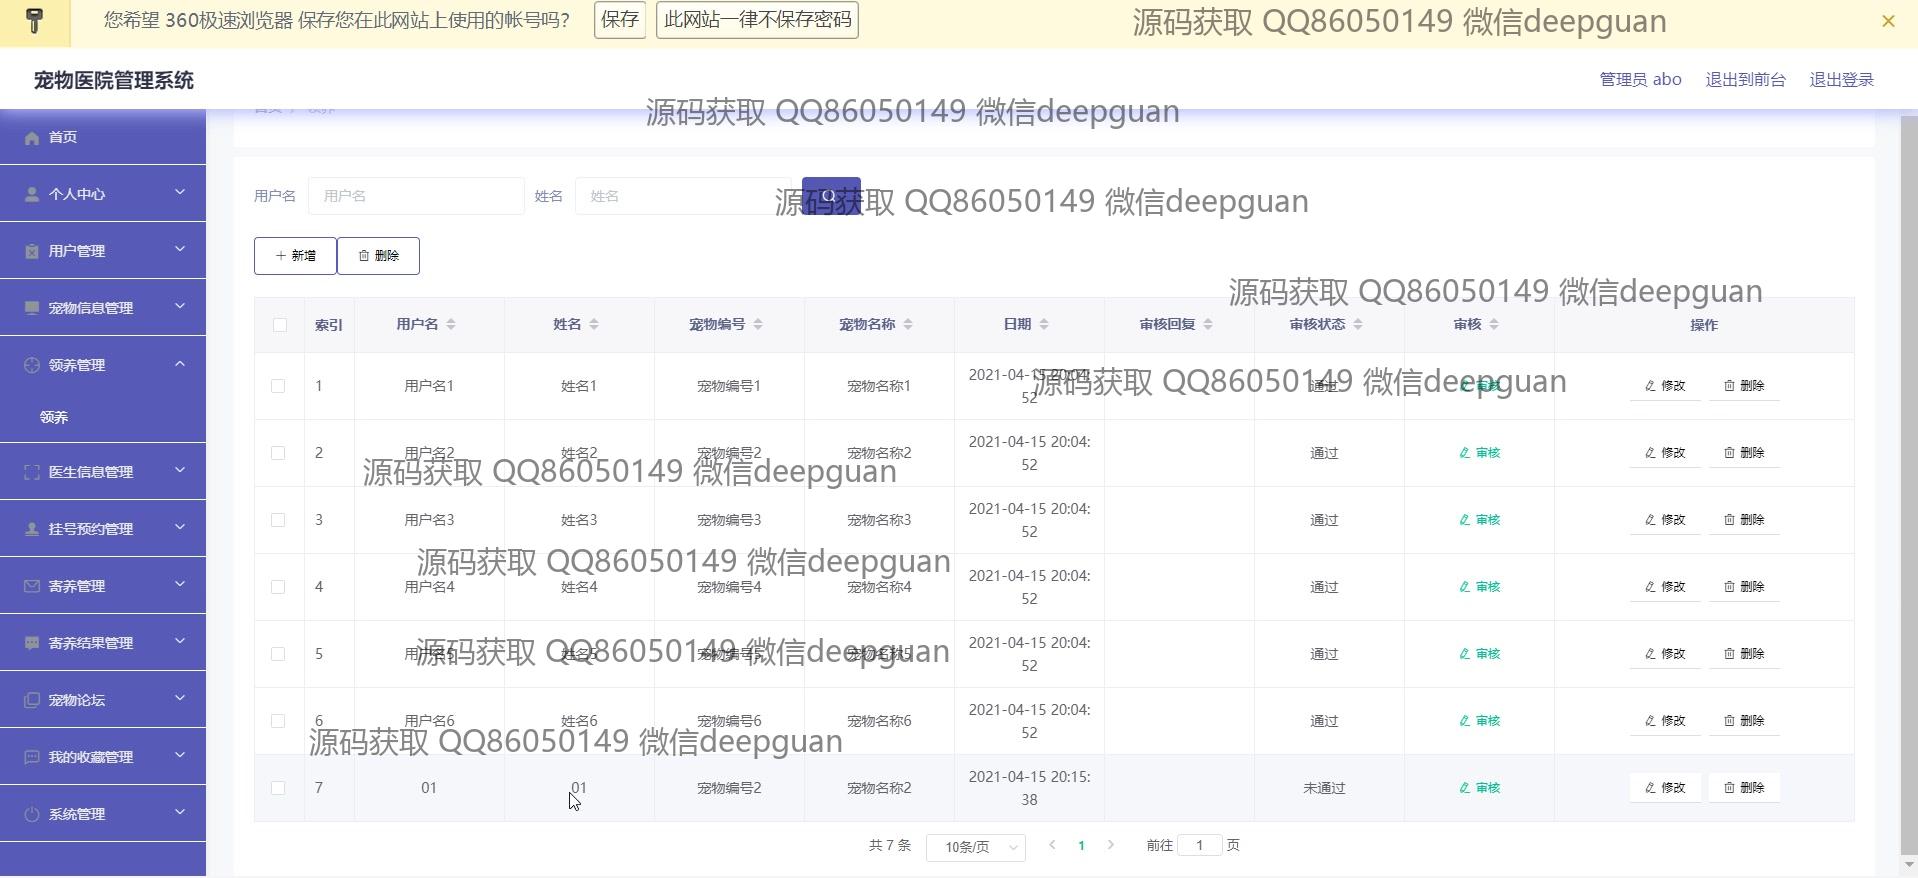 您希望 360极速浏览器 保存您在此网站上使用的帐号吗? 保存 此网站一律不保存密码 源码获取 QQ86050149 微信deepguan
宠物医院管理系统 管理员 abo 退出到前台 退出登录
源码获取 QQ86050149 微信deepguan
首页
用户名 用户名 姓名 姓名
源码获取 QQ86050149 微信deepguan
个人中心
用户管理
新增 删除
宠物信息管理
源码获取 QQ86050149 微信deepguan
索引 用户名 姓名 宠物编号 宠物名称 日期 审核回复 审核状态 审核 操作
领养管理
领养
1 用户名1 姓名1 宠物编号1 宠物名称1 2021-04-15 20:04:52 通过 审核 修改 删除
源码获取 QQ86050149 微信deepguan
2 用户名2 姓名2 宠物编号2 宠物名称2 2021-04-15 20:04:52 通过 审核 修改 删除
医生信息管理
源码获取 QQ86050149 微信deepguan
3 用户名3 姓名3 宠物编号3 宠物名称3 2021-04-15 20:04:52 通过 审核 修改 删除
挂号预约管理
源码获取 QQ86050149 微信deepguan
4 用户名4 姓名4 宠物编号4 宠物名称4 2021-04-15 20:04:52 通过 审核 修改 删除
寄养管理
寄养结果管理
5 用户名5 姓名5 宠物编号5 宠物名称5 2021-04-15 20:04:52 通过 审核 修改 删除
源码获取 QQ86050149 微信deepguan
宠物论坛
6 用户名6 姓名6 宠物编号6 宠物名称6 2021-04-15 20:04:52 通过 审核 修改 删除
源码获取 QQ86050149 微信deepguan
我的收藏管理
7 01 01 宠物编号2 宠物名称2 2021-04-15 20:15:38 未通过 审核 修改 删除
系统管理
共 7 条 10条/页 1 前往 1 页